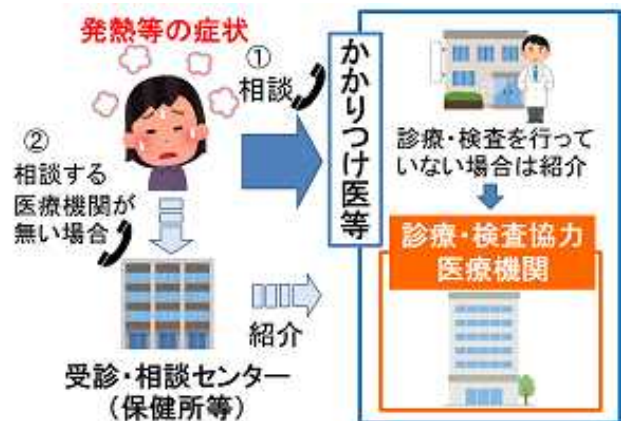 発熱等の症状
①
相談
②
相談する
医療機関が
無い場合
かかりつけ医等
診療・検査を行って
いない場合は紹介
診療・検査協力
医療機関
紹介
受診・相談センター
（保健所等）